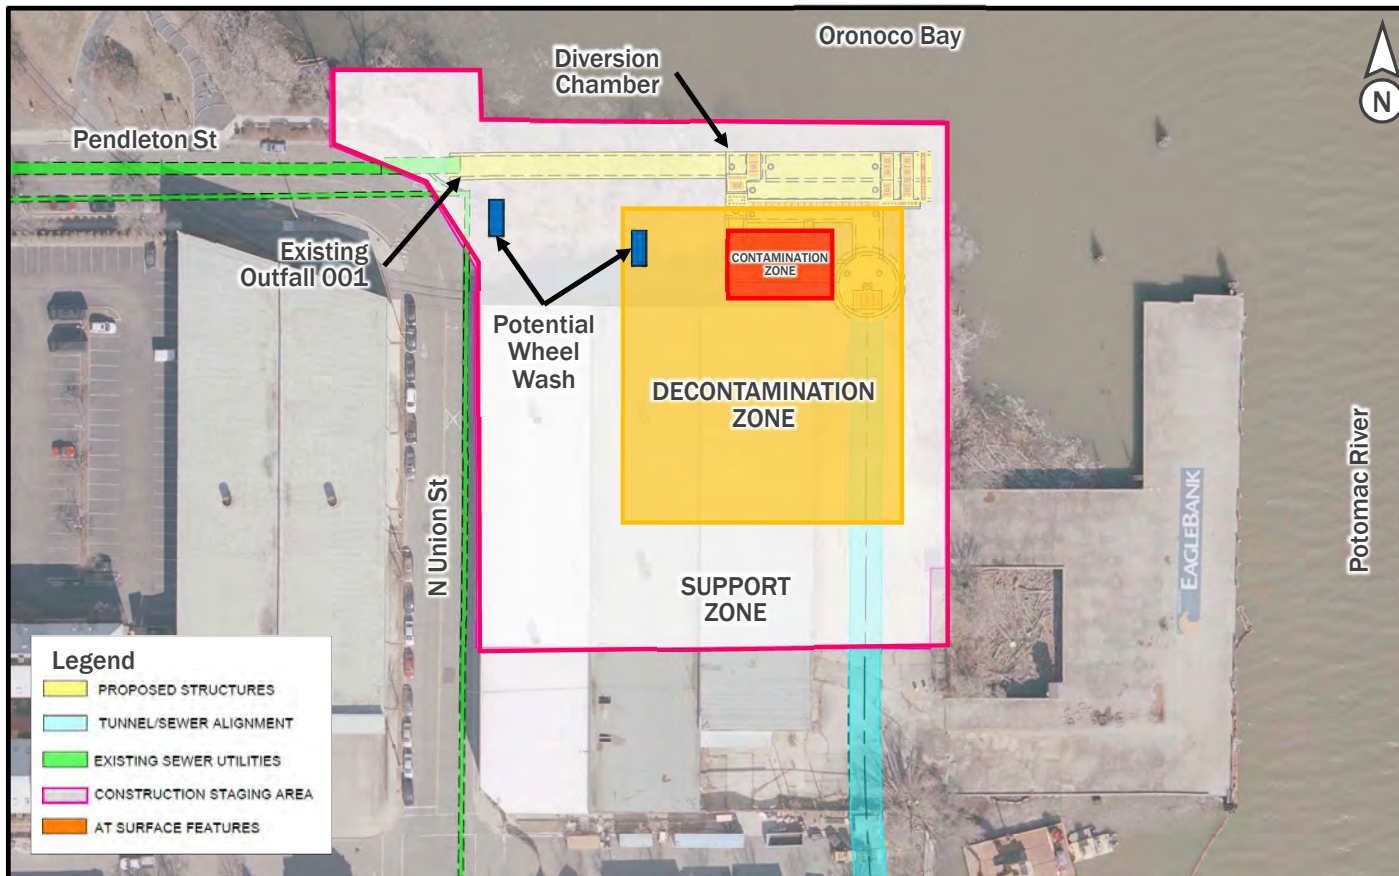 Oronoco Bay
Diversion
Chamber
N
Pendleton St
Existing
Outfall 001
CONTAMINATION
ZONE
Potential
Wheel
Wash
DECONTAMINATION
ZONE
N Union St
SUPPORT
ZONE
EAGLEBANK
Potomac River
Legend
PROPOSED STRUCTURES
TUNNEL/SEWER ALIGNMENT
EXISTING SEWER UTILITIES
CONSTRUCTION STAGING AREA
AT SURFACE FEATURES